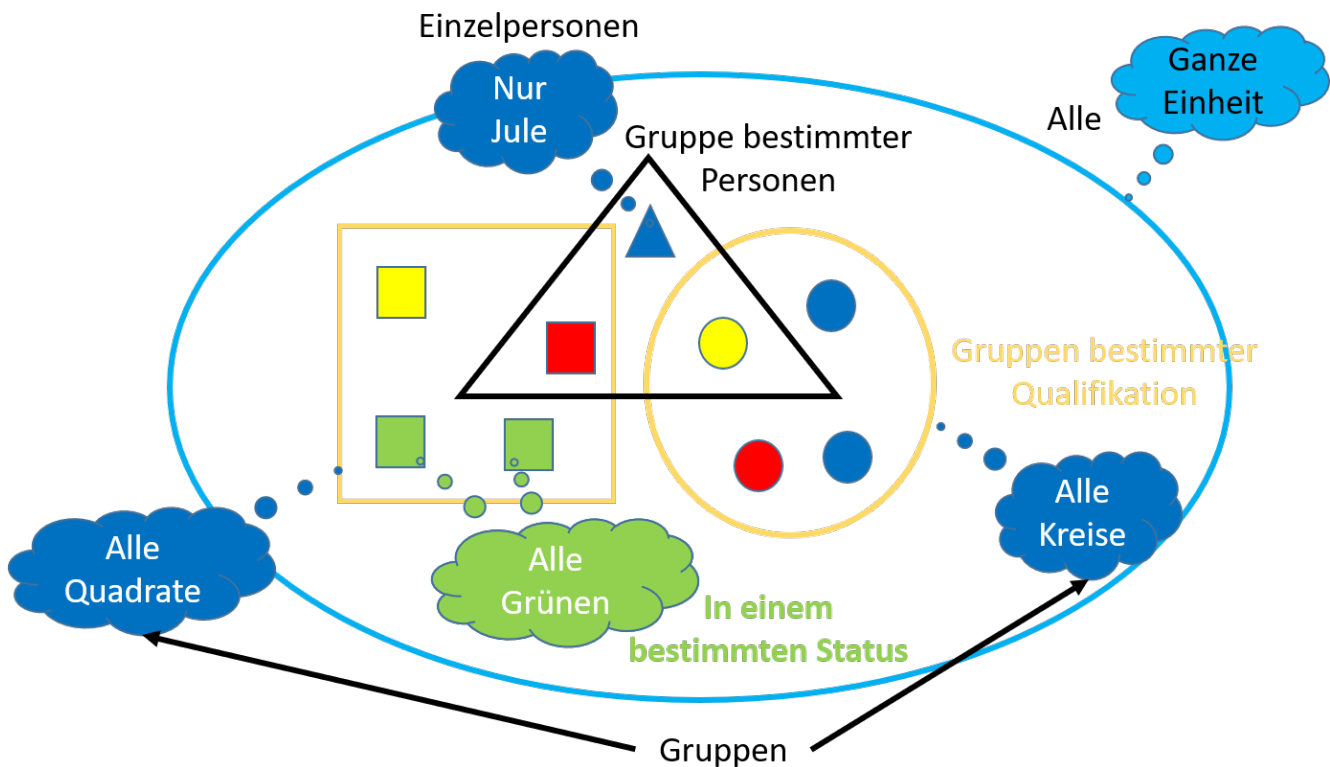 Einzelpersonen
Nur
Jule
Ganze
Einheit
Alle
Gruppe bestimmter
Personen
Gruppen bestimmter
Qualifikation
Alle
Quadrate
Alle
Grünen
In einem
bestimmten Status
Alle
Kreise
Gruppen